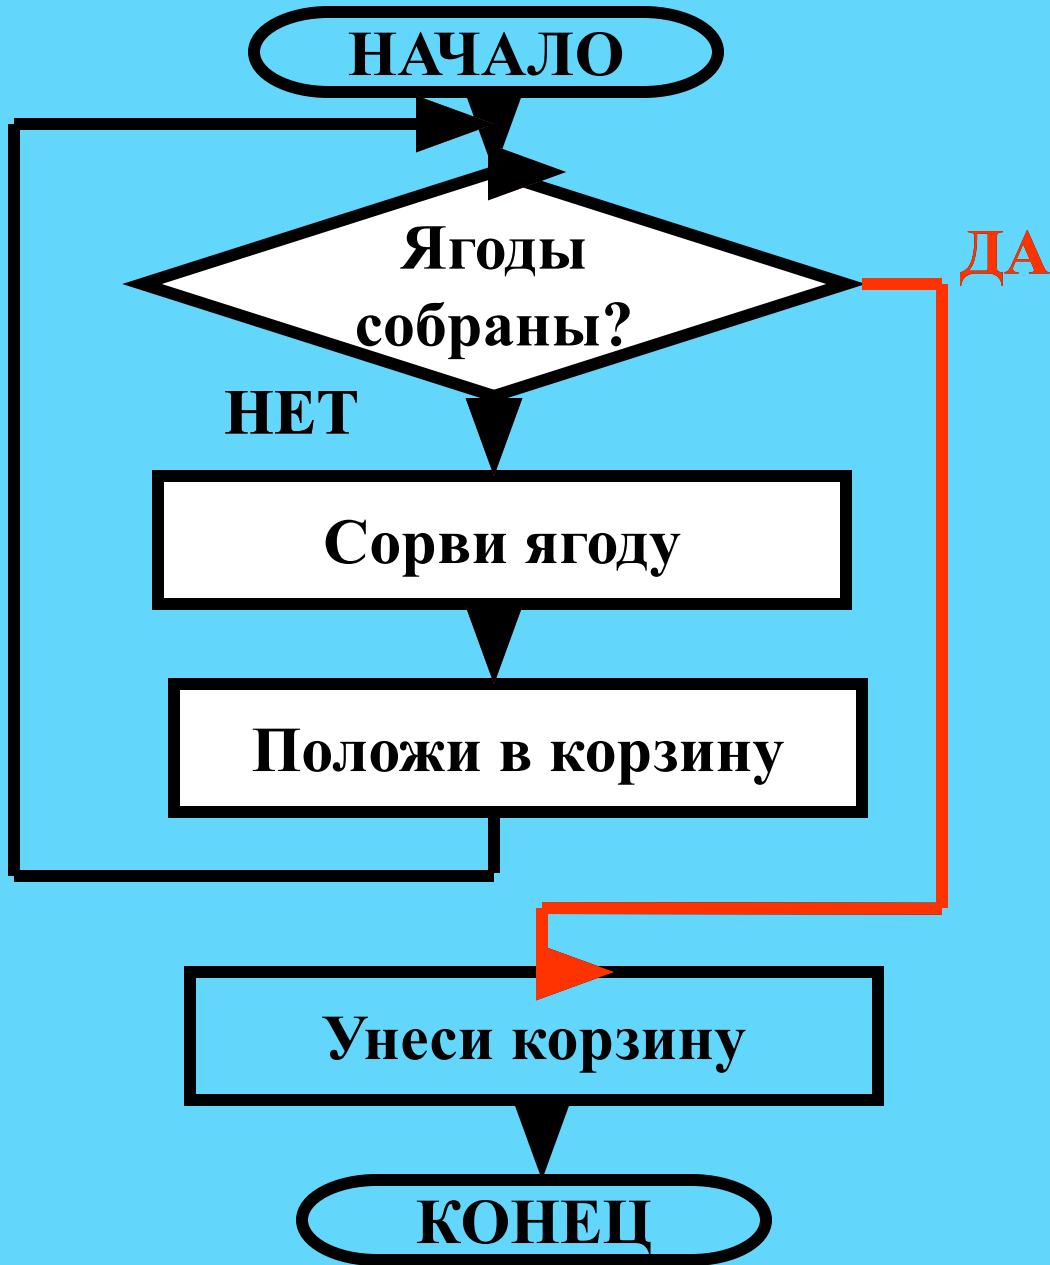 НАЧАЛО
Ягоды
собраны?
ДА
НЕТ
Сорви ягоду
Положи в корзину
Унеси корзину
КОНЕЦ